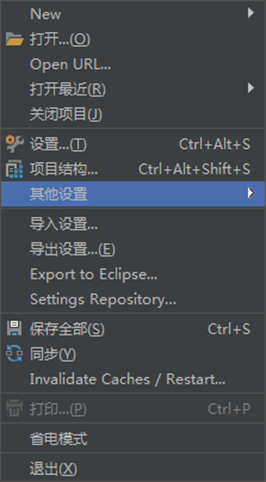 New
打开...(O)
Open URL...
打开最近(R)
关闭项目(J)
设置...(T) Ctrl+Alt+S
项目结构... Ctrl+Alt+Shift+S
其他设置
导入设置...
导出设置...(E)
Export to Eclipse...
Settings Repository...
保存全部(S) Ctrl+S
同步(Y)
Invalidate Caches / Restart...
打印...(P) Ctrl+P
省电模式
退出(X)